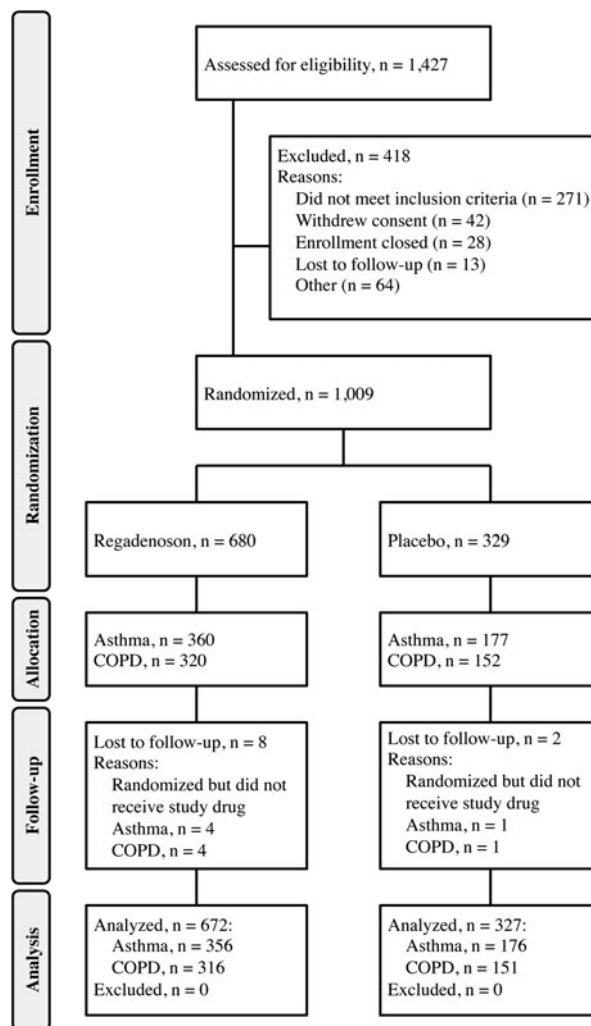 Enrollment
Assessed for eligibility, n = 1,427
Excluded, n = 418
Reasons:
Did not meet inclusion criteria (n = 271)
Withdrew consent (n = 42)
Enrollment closed (n = 28)
Lost to follow-up (n = 13)
Other (n = 64)
Randomization
Randomized, n = 1,009
Regadenoson, n = 680
Placebo, n = 329
Allocation
Asthma, n = 360
COPD, n = 320
Asthma, n = 177
COPD, n = 152
Follow-up
Lost to follow-up, n = 8
Reasons:
Randomized but did not
receive study drug
Asthma, n = 4
COPD, n = 4
Lost to follow-up, n = 2
Reasons:
Randomized but did not
receive study drug
Asthma, n = 1
COPD, n = 1
Analysis
Analyzed, n = 672:
Asthma, n = 356
COPD, n = 316
Excluded, n = 0
Analyzed, n = 327:
Asthma, n = 176
COPD, n = 151
Excluded, n = 0